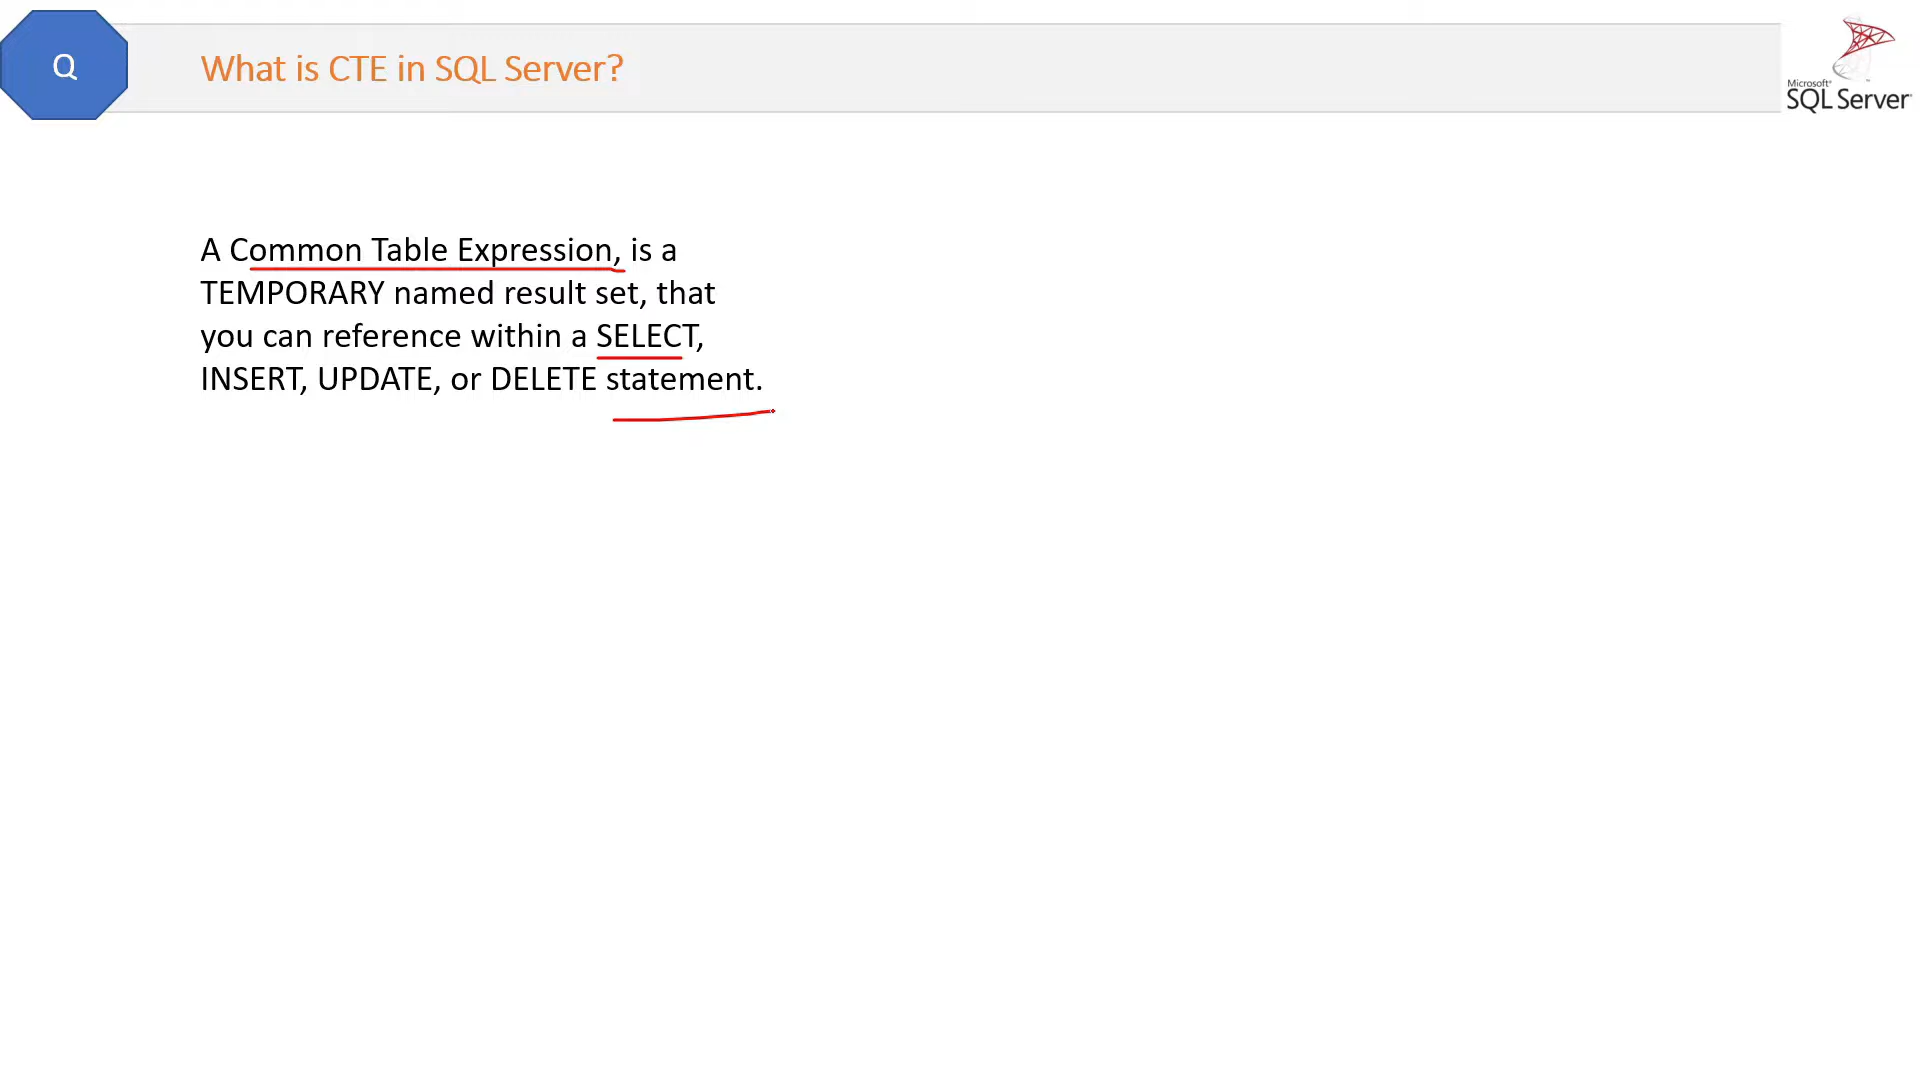 Q
What is CTE in SQL Server?
Microsoft®
SQL Server™
A Common Table Expression, is a
TEMPORARY named result set, that
you can reference within a SELECT,
INSERT, UPDATE, or DELETE statement.